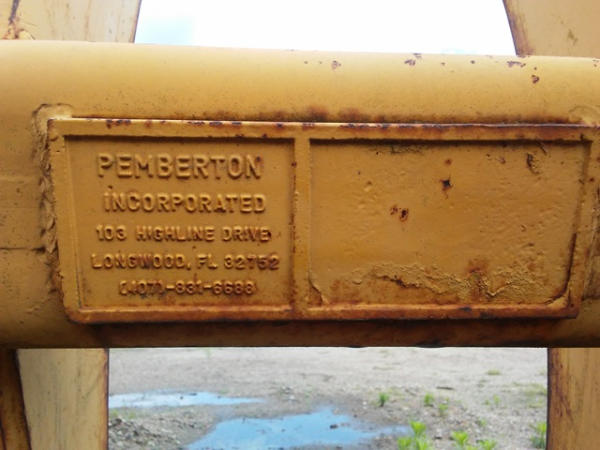 PEMBERTON
INCORPORATED
103 HIGHLINE DRIVE
LONGWOOD, FL 32752
(407)-831-6688